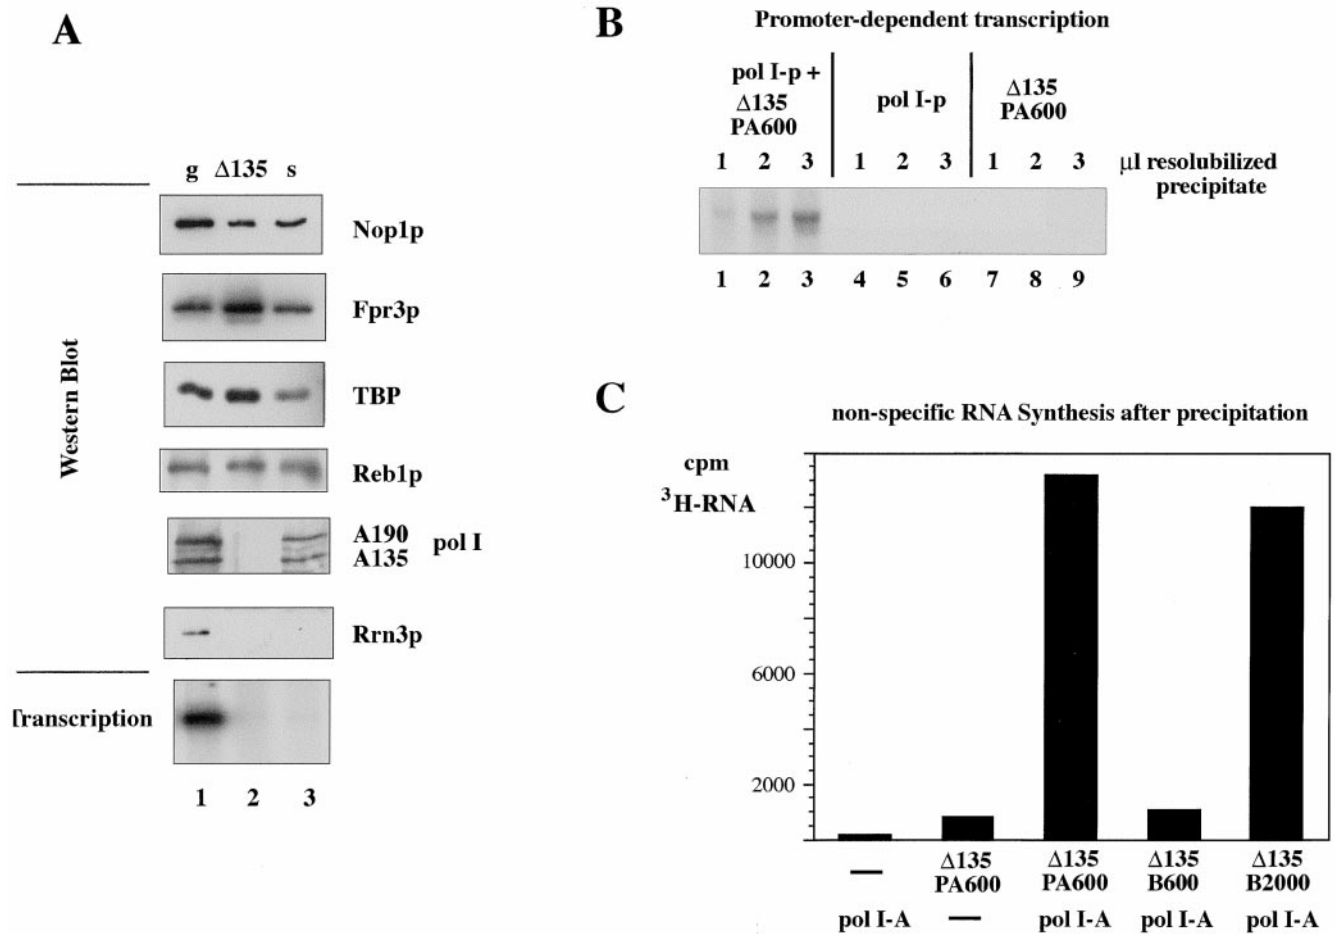 A
g Δ135 s
Western Blot
Nop1p
Fpr3p
TBP
Reb1p
A190
A135
pol I
Rrn3p
Transcription
1 2 3
B
Promoter-dependent transcription
pol I-p +
Δ135
PA600
pol I-p
Δ135
PA600
1 2 3 1 2 3 1 2 3
µl resolubilized
precipitate
1 2 3 4 5 6 7 8 9
C
non-specific RNA Synthesis after precipitation
cpm
³H-RNA
10000
6000
2000
— Δ135 Δ135 Δ135 Δ135
PA600 PA600 B600 B2000
pol I-A — pol I-A pol I-A pol I-A